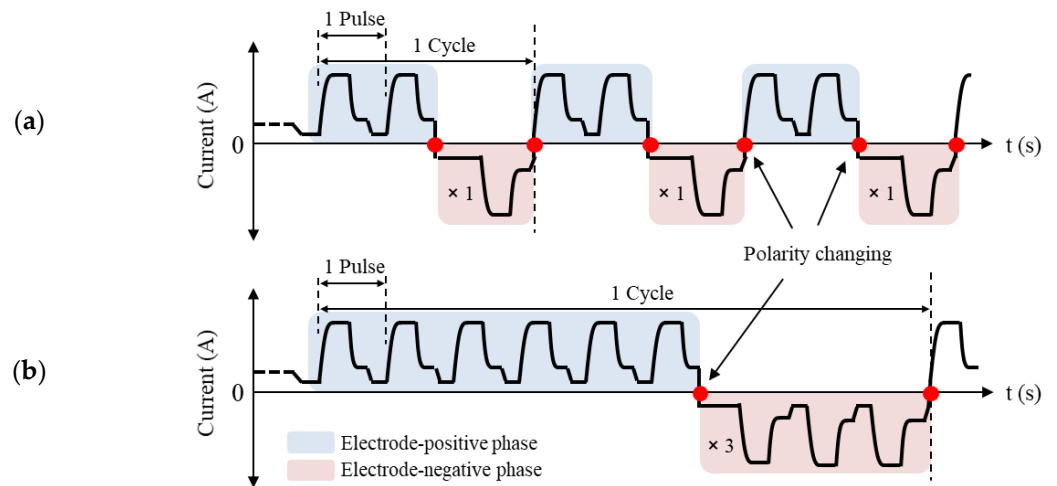 (a)
1 Pulse
1 Cycle
Current (A)
0
t (s)
× 1
× 1
× 1
Polarity changing
(b)
1 Pulse
1 Cycle
Current (A)
0
t (s)
× 3
Electrode-positive phase
Electrode-negative phase